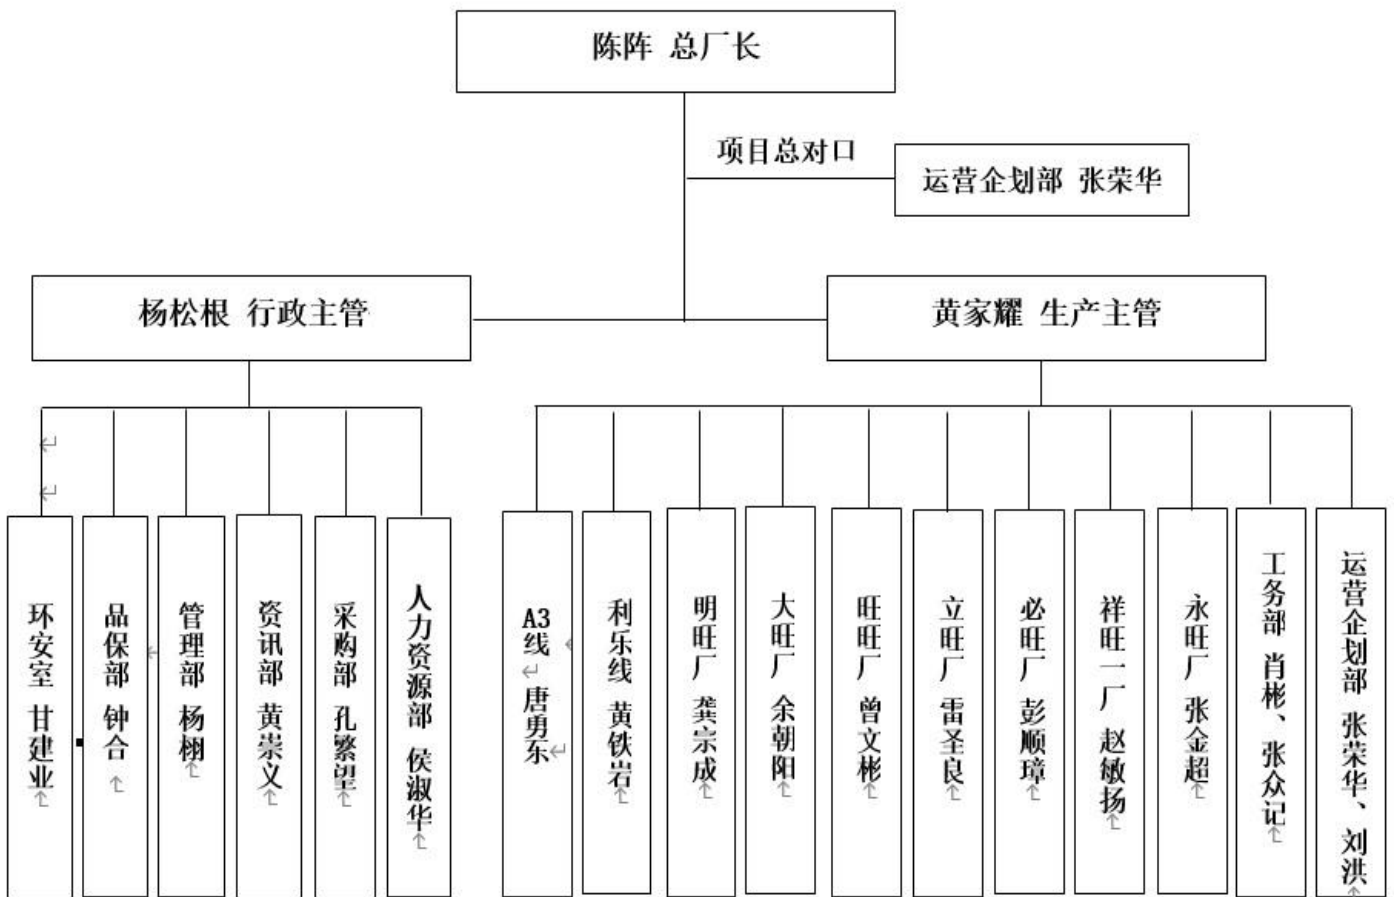 陈阵 总厂长
项目总对口
运营企划部 张荣华
杨松根 行政主管
黄家耀 生产主管
环安室 甘建业
品保部 钟合
管理部 杨栩
资讯部 黄崇义
采购部 孔繁望
人力资源部 侯淑华
A3线 唐勇东
利乐线 黄铁岩
明旺厂 龚宗成
大旺厂 余朝阳
旺旺厂 曾文彬
立旺厂 雷圣良
必旺厂 彭顺璋
祥旺一厂 赵敏扬
永旺厂 张金超
工务部 肖彬、张众记
运营企划部 张荣华、刘洪